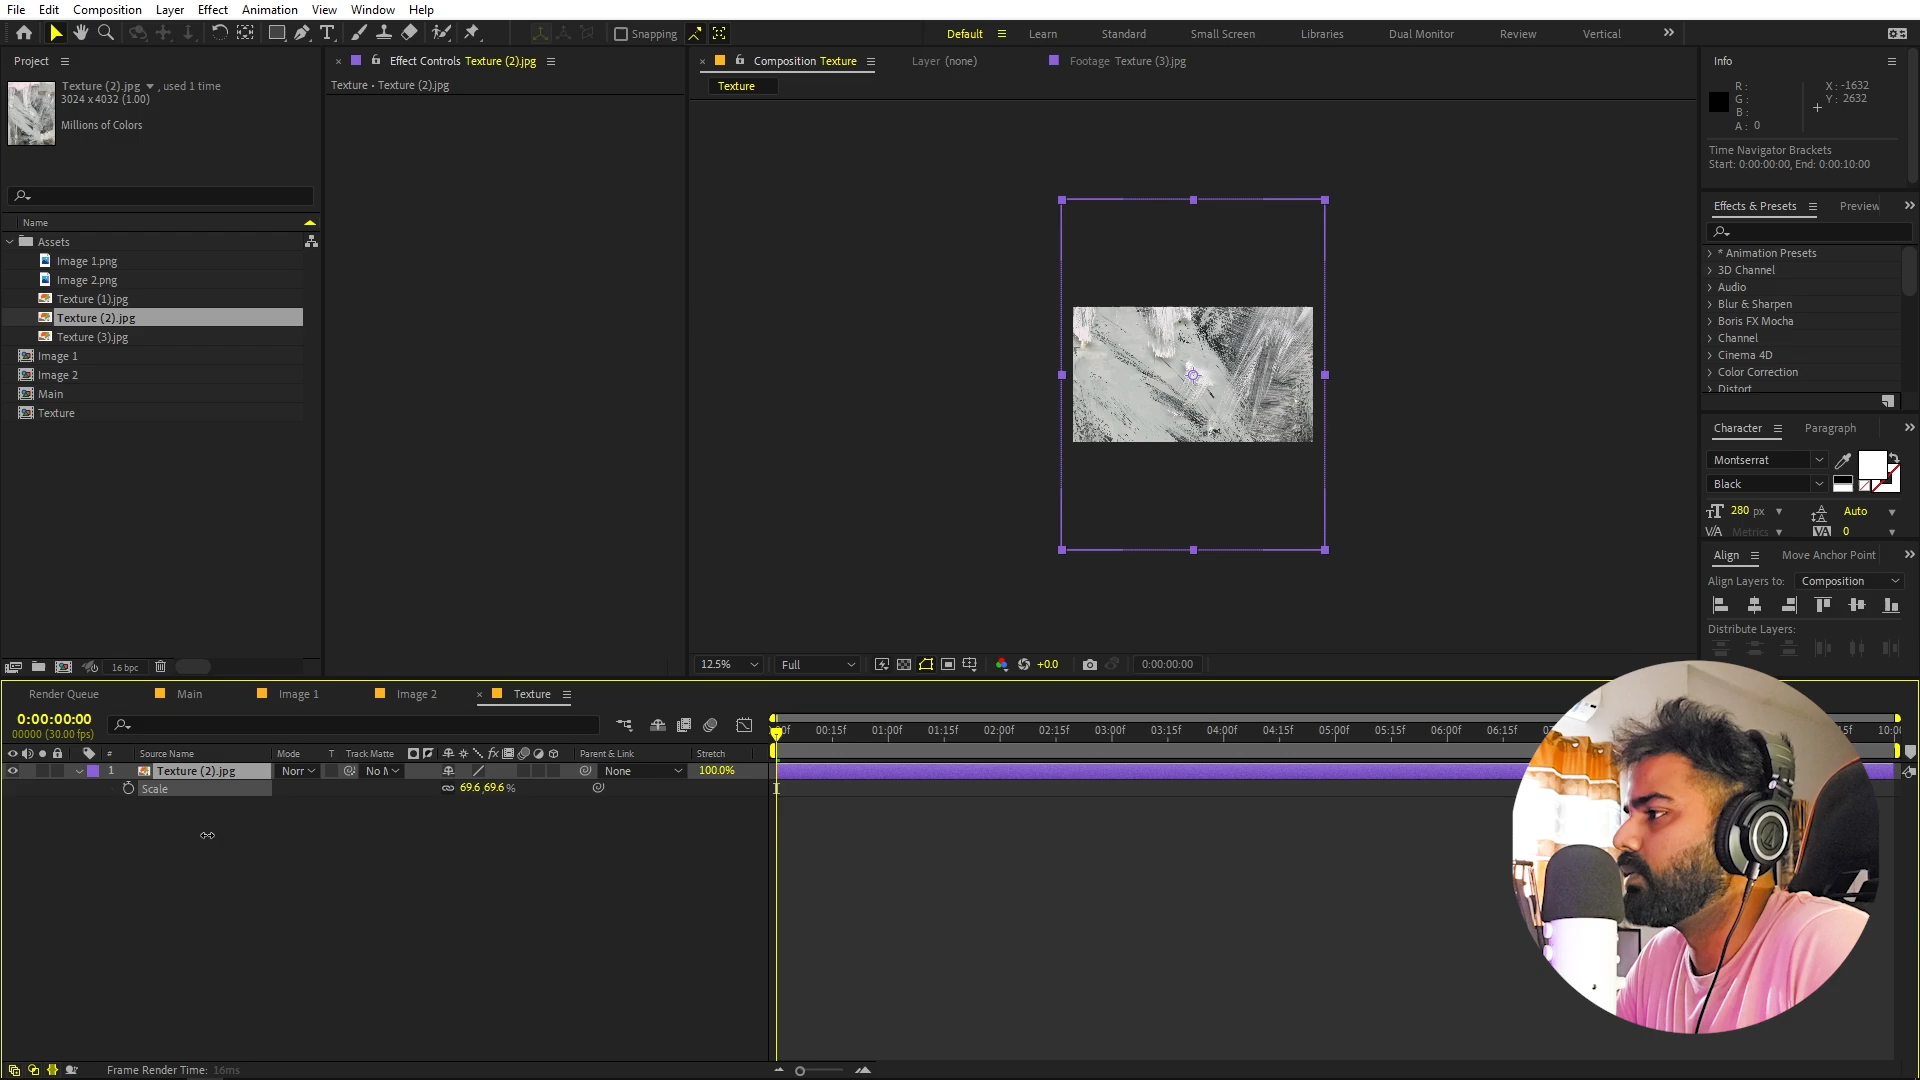 File Edit Composition Layer Effect Animation View Window Help
Snapping
Default Learn Standard Small Screen Libraries Dual Monitor Review Vertical
Project
Texture (2).jpg , used 1 time
3024 x 4032 (1.00)
Millions of Colors
Name
Assets
Image 1.png
Image 2.png
Texture (1).jpg
Texture (2).jpg
Texture (3).jpg
Image 1
Image 2
Main
Texture
16 bpc
Effect Controls Texture (2).jpg
Texture • Texture (2).jpg
Composition Texture
Layer (none)
Footage Texture (3).jpg
Texture
12.5%
Full
+0.0
0:00:00:00
Info
R :
G :
B :
A : 0
X : -1632
Y : 2632
Time Navigator Brackets
Start: 0:00:00:00, End: 0:00:10:00
Effects & Presets
Preview
* Animation Presets
3D Channel
Audio
Blur & Sharpen
Boris FX Mocha
Channel
Cinema 4D
Color Correction
Distort
Character
Paragraph
Montserrat
Black
280 px
Auto
Metrics
0
Align
Move Anchor Point
Align Layers to: Composition
Distribute Layers:
Render Queue
Main
Image 1
Image 2
Texture
0:00:00:00
00000 (30.00 fps)
# Source Name Mode T Track Matte Parent & Link Stretch
1 Texture (2).jpg Norr No M None 100.0%
Scale 69.6,69.6 %
00f 00:15f 01:00f 01:15f 02:00f 02:15f 03:00f 03:15f 04:00f 04:15f 05:00f 05:15f 06:00f 06:15f 10:00
Frame Render Time: 16ms